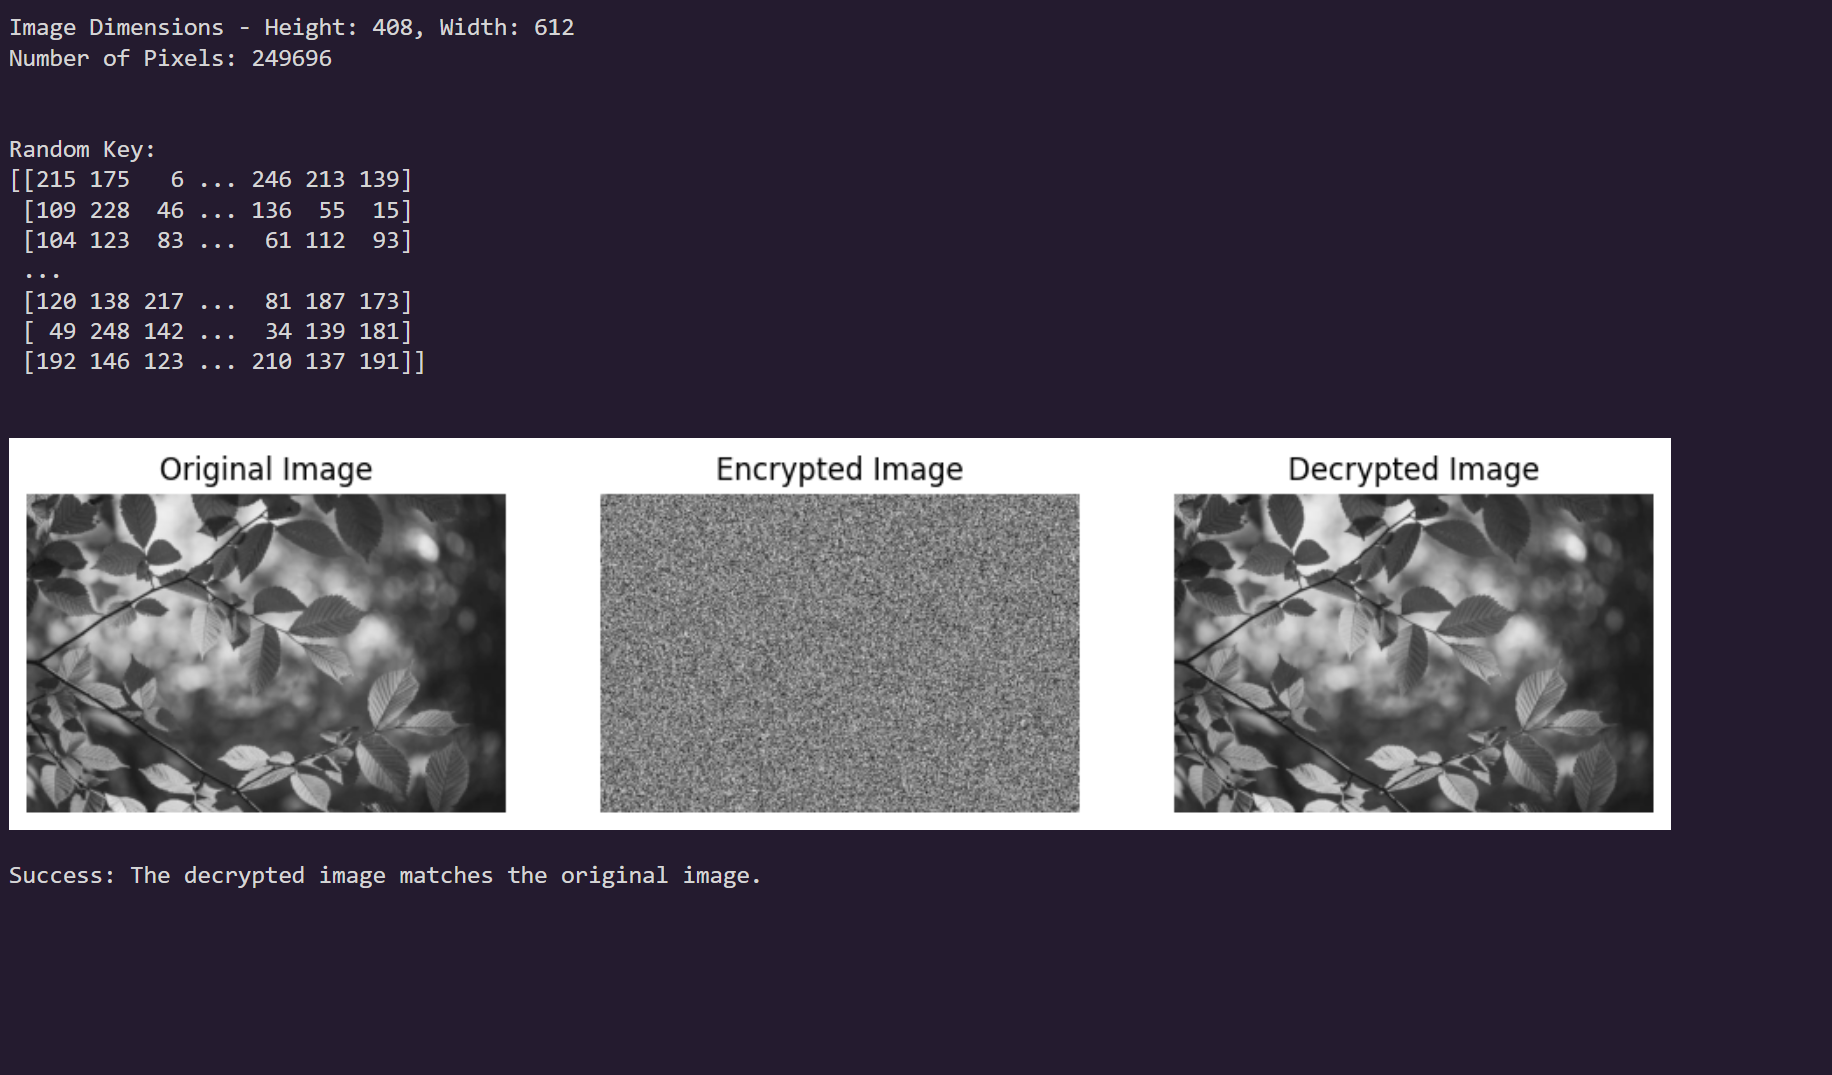 Image Dimensions - Height: 408, Width: 612
Number of Pixels: 249696
Random Key:
[[215 175   6 ... 246 213 139]
 [109 228  46 ... 136  55  15]
 [104 123  83 ...  61 112  93]
 ...
 [120 138 217 ...  81 187 173]
 [ 49 248 142 ...  34 139 181]
 [192 146 123 ... 210 137 191]]
Original Image
Encrypted Image
Decrypted Image
Success: The decrypted image matches the original image.